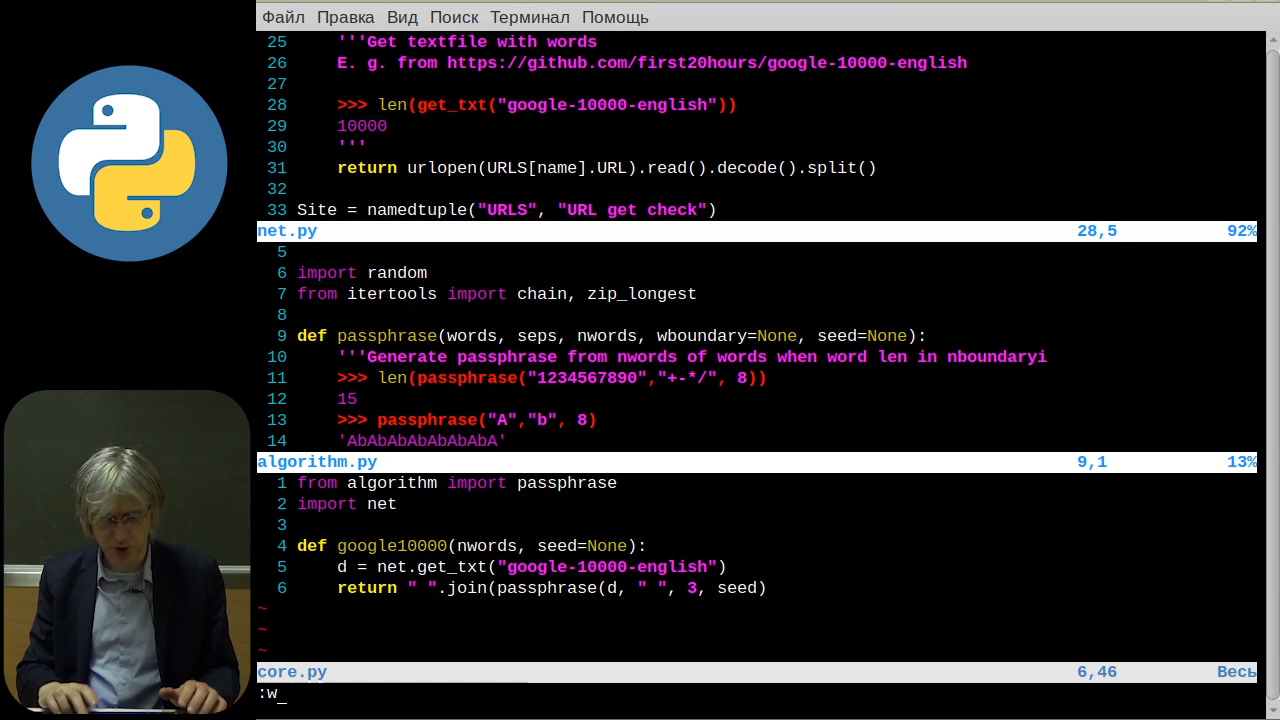 Файл Правка Вид Поиск Терминал Помощь
25 '''Get textfile with words
26 E. g. from https://github.com/first20hours/google-10000-english
27
28 >>> len(get_txt("google-10000-english"))
29 10000
30 '''
31 return urlopen(URLS[name].URL).read().decode().split()
32
33 Site = namedtuple("URLS", "URL get check")
net.py 28,5 92%
5
6 import random
7 from itertools import chain, zip_longest
8
9 def passphrase(words, seps, nwords, wboundary=None, seed=None):
10 '''Generate passphrase from nwords of words when word len in nboundaryi
11 >>> len(passphrase("1234567890","+-*/", 8))
12 15
13 >>> passphrase("A","b", 8)
14 'AbAbAbAbAbAbAbA'
algorithm.py 9,1 13%
1 from algorithm import passphrase
2 import net
3
4 def google10000(nwords, seed=None):
5 d = net.get_txt("google-10000-english")
6 return " ".join(passphrase(d, " ", 3, seed)
~
~
~
core.py 6,46 Весь
:w_